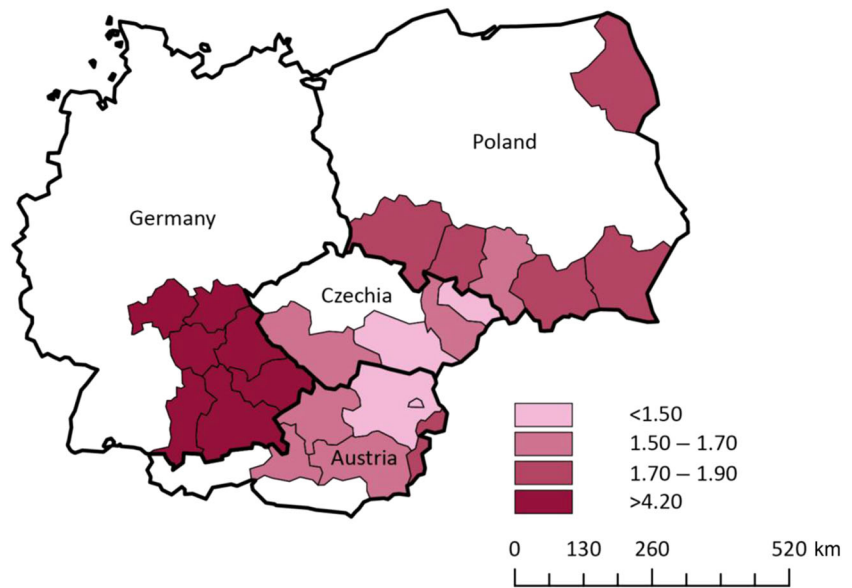 Poland
Germany
Czechia
Austria
<1.50
1.50 – 1.70
1.70 – 1.90
>4.20
0 130 260 520 km